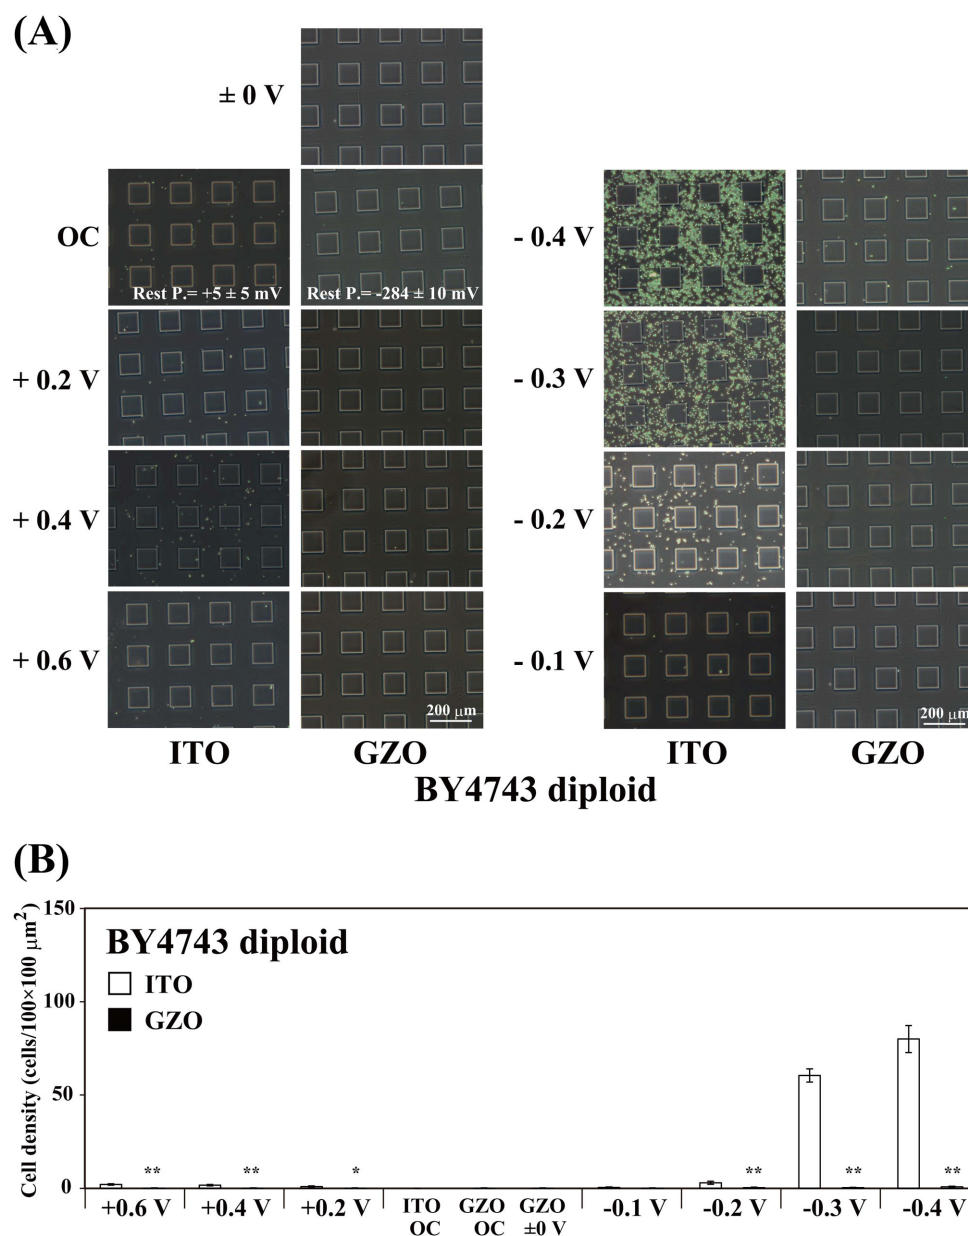 (A)
± 0 V
OC
Rest P.= +5 ± 5 mV
Rest P.= -284 ± 10 mV
- 0.4 V
+ 0.2 V
- 0.3 V
+ 0.4 V
- 0.2 V
+ 0.6 V
- 0.1 V
200 µm
200 µm
ITO
GZO
ITO
GZO
BY4743 diploid
(B)
Cell density (cells/100×100 µm²)
150
100
50
0
BY4743 diploid
ITO
GZO
**
**
*
**
**
**
+0.6 V
+0.4 V
+0.2 V
ITO
OC
GZO
OC
GZO
±0 V
-0.1 V
-0.2 V
-0.3 V
-0.4 V